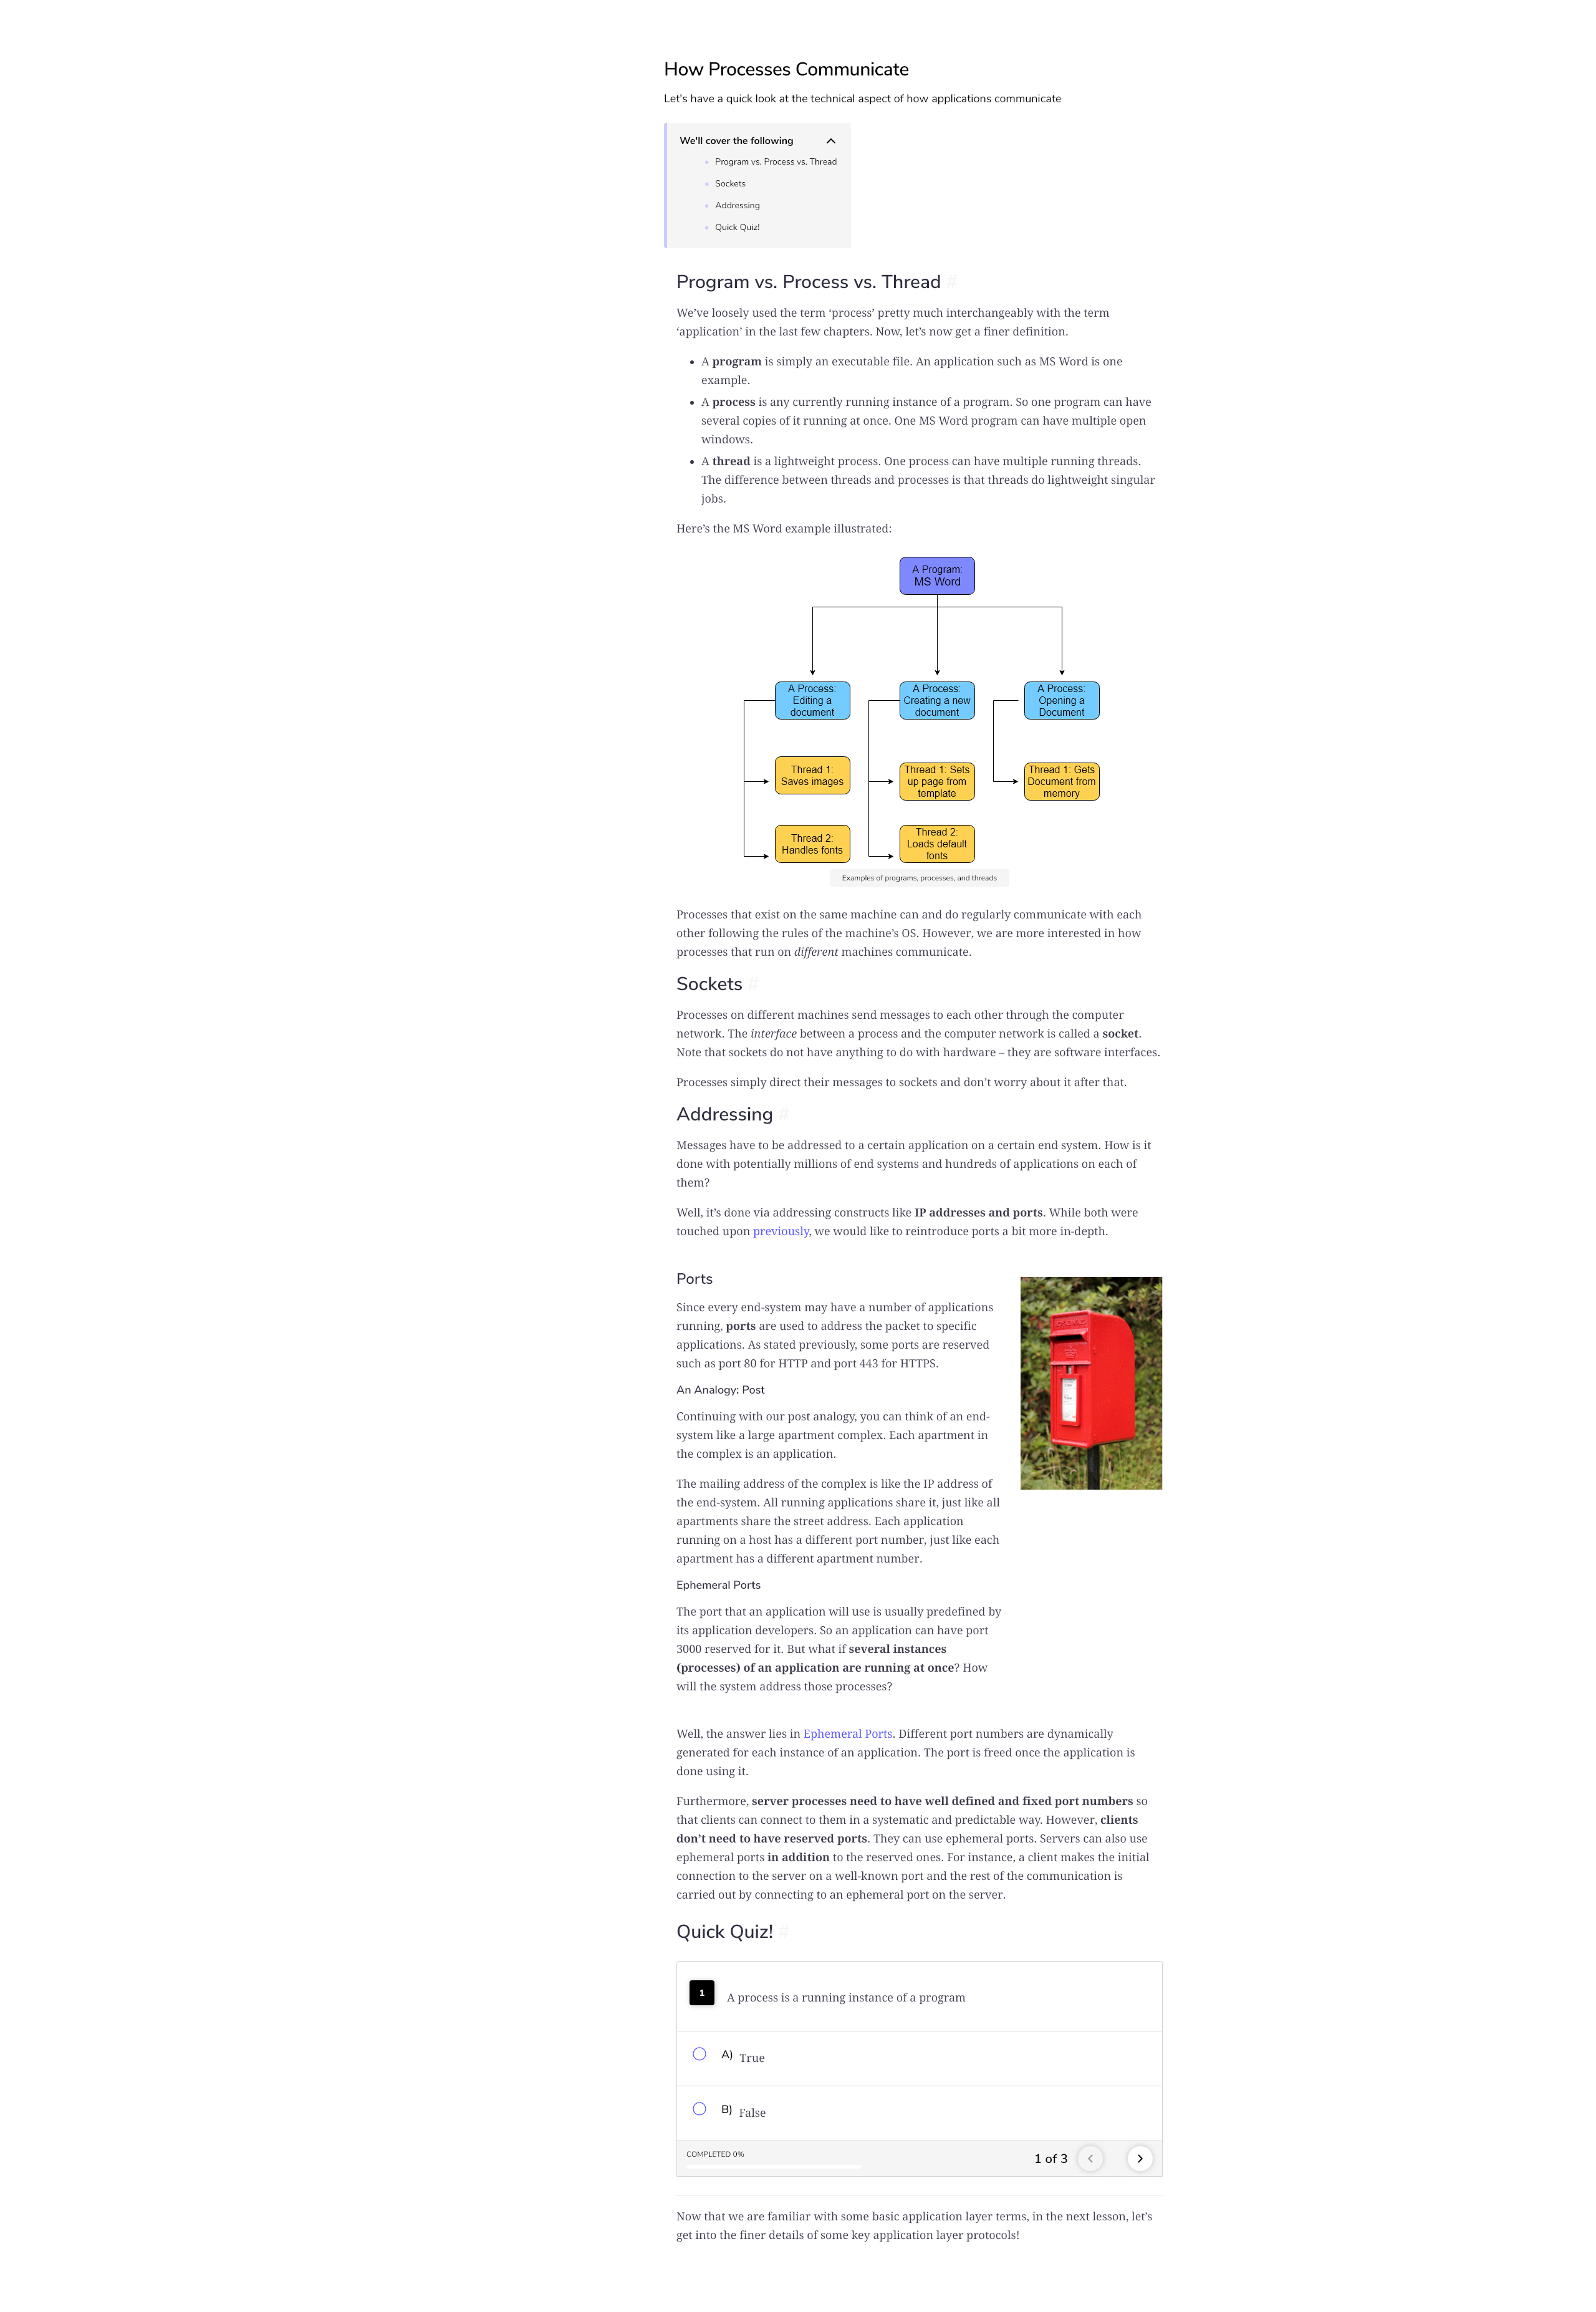 How Processes Communicate
Let's have a quick look at the technical aspect of how applications communicate
We'll cover the following
Program vs. Process vs. Thread
Sockets
Addressing
Quick Quiz!
Program vs. Process vs. Thread #
We’ve loosely used the term ‘process’ pretty much interchangeably with the term
‘application’ in the last few chapters. Now, let’s now get a finer definition.
• A program is simply an executable file. An application such as MS Word is one
example.
• A process is any currently running instance of a program. So one program can have
several copies of it running at once. One MS Word program can have multiple open
windows.
• A thread is a lightweight process. One process can have multiple running threads.
The difference between threads and processes is that threads do lightweight singular
jobs.
Here’s the MS Word example illustrated:
A Program:
MS Word
A Process:
Editing a
document
A Process:
Creating a new
document
A Process:
Opening a
Document
Thread 1:
Saves images
Thread 1: Sets
up page from
template
Thread 1: Gets
Document from
memory
Thread 2:
Handles fonts
Thread 2:
Loads default
fonts
Examples of programs, processes, and threads
Processes that exist on the same machine can and do regularly communicate with each
other following the rules of the machine’s OS. However, we are more interested in how
processes that run on different machines communicate.
Sockets #
Processes on different machines send messages to each other through the computer
network. The interface between a process and the computer network is called a socket.
Note that sockets do not have anything to do with hardware – they are software interfaces.
Processes simply direct their messages to sockets and don’t worry about it after that.
Addressing #
Messages have to be addressed to a certain application on a certain end system. How is it
done with potentially millions of end systems and hundreds of applications on each of
them?
Well, it’s done via addressing constructs like IP addresses and ports. While both were
touched upon previously, we would like to reintroduce ports a bit more in-depth.
Ports
Since every end-system may have a number of applications
running, ports are used to address the packet to specific
applications. As stated previously, some ports are reserved
such as port 80 for HTTP and port 443 for HTTPS.
An Analogy: Post
Continuing with our post analogy, you can think of an end-
system like a large apartment complex. Each apartment in
the complex is an application.
The mailing address of the complex is like the IP address of
the end-system. All running applications share it, just like all
apartments share the street address. Each application
running on a host has a different port number, just like each
apartment has a different apartment number.
Ephemeral Ports
The port that an application will use is usually predefined by
its application developers. So an application can have port
3000 reserved for it. But what if several instances
(processes) of an application are running at once? How
will the system address those processes?
Well, the answer lies in Ephemeral Ports. Different port numbers are dynamically
generated for each instance of an application. The port is freed once the application is
done using it.
Furthermore, server processes need to have well defined and fixed port numbers so
that clients can connect to them in a systematic and predictable way. However, clients
don’t need to have reserved ports. They can use ephemeral ports. Servers can also use
ephemeral ports in addition to the reserved ones. For instance, a client makes the initial
connection to the server on a well-known port and the rest of the communication is
carried out by connecting to an ephemeral port on the server.
Quick Quiz! #
1 A process is a running instance of a program
A) True
B) False
COMPLETED 0%
1 of 3
Now that we are familiar with some basic application layer terms, in the next lesson, let’s
get into the finer details of some key application layer protocols!